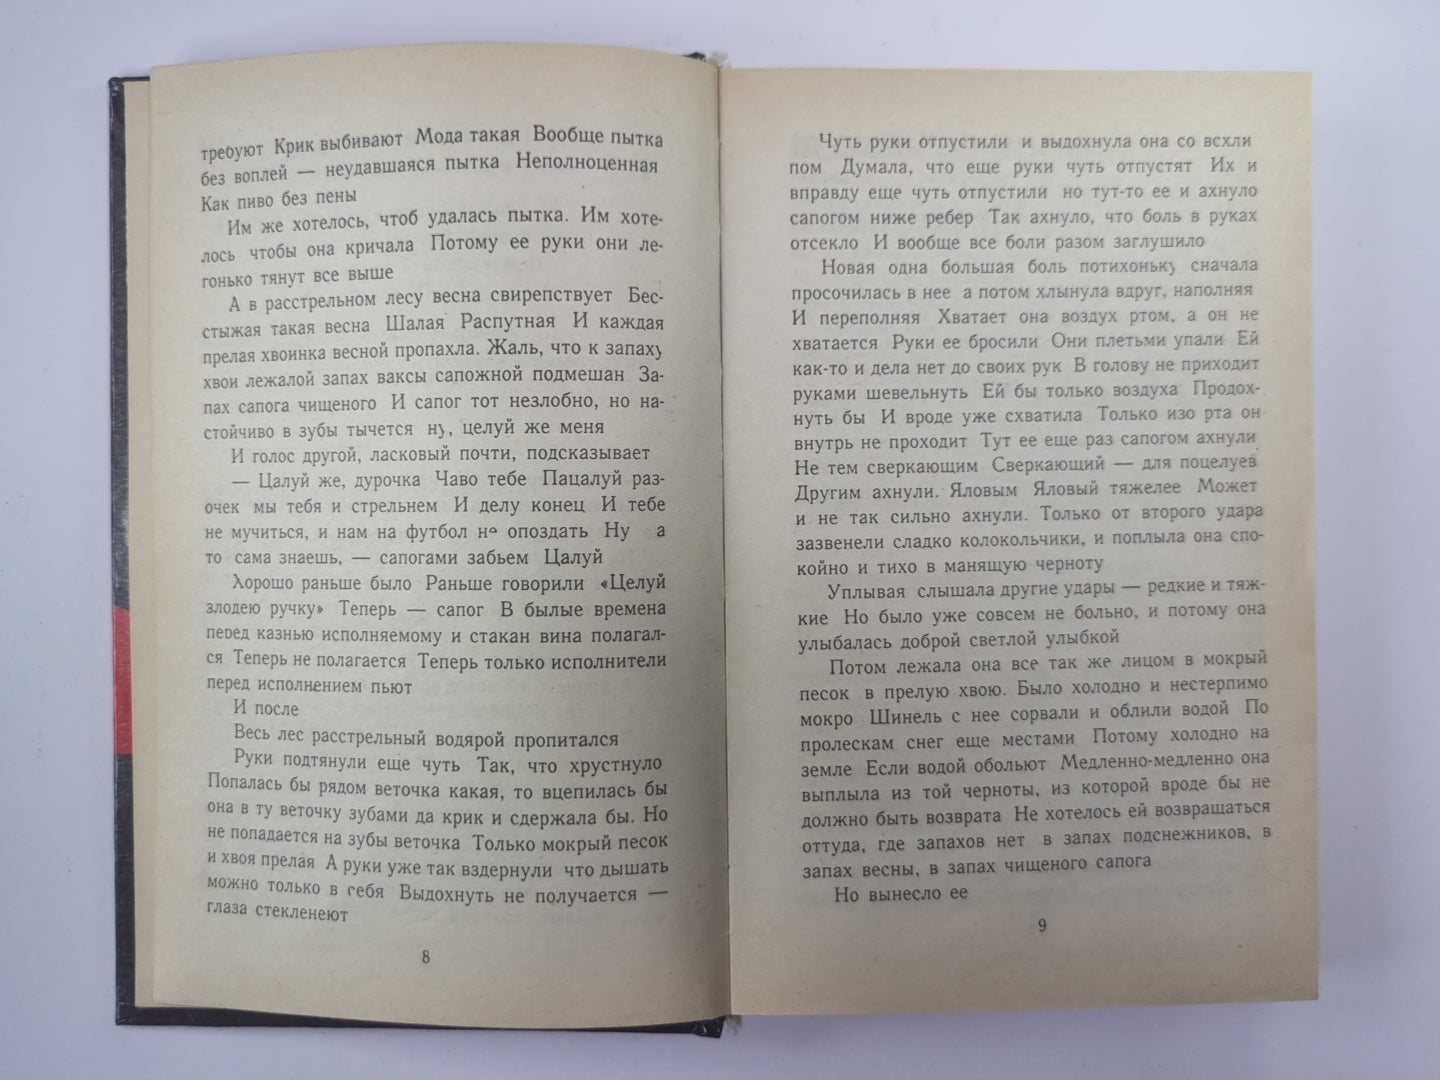 требуют Крик выбивают Мода такая Вообще пытка
без воплей — неудавшаяся пытка Неполноценная
Как пиво без пены
Им же хотелось, чтоб удалась пытка. Им хоте-
лось чтобы она кричала Потому ее руки они ле-
гонько тянут все выше
А в расстрельном лесу весна свирепствует Бес-
стыжая такая весна Шалая Распутная И каждая
прелая хвоинка весной пропахла. Жаль, что к запаху
хвои лежалой запах ваксы сапожной подмешан За-
пах сапога чищеного И сапог тот незлобно, но на-
стойчиво в зубы тычется ну, целуй же меня
И голос другой, ласковый почти, подсказывает
— Цалуй же, дурочка Чаво тебе Пацалуй раз-
очек мы тебя и стрельнем И делу конец И тебе
не мучиться, и нам на футбол не опоздать Ну а
то сама знаешь, — сапогами забьем Цалуй
Хорошо раньше было Раньше говорили «Целуй
злодею ручку» Теперь — сапог В былые времена
перед казнью исполняемому и стакан вина полагал-
ся Теперь не полагается Теперь только исполнители
перед исполнением пьют
И после
Весь лес расстрельный водярой пропитался
Руки подтянули еще чуть Так, что хрустнуло
Попалась бы рядом веточка какая, то вцепилась бы
она в ту веточку зубами да крик и сдержала бы. Но
не попадается на зубы веточка Только мокрый песок
и хвоя прелая А руки уже так вздернули что дышать
можно только в себя Выдохнуть не получается —
глаза стекленеют
8
Чуть руки отпустили и выдохнула она со всхли
пом Думала, что еще руки чуть отпустят Их и
вправду еще чуть отпустили но тут-то ее и ахнуло
сапогом ниже ребер Так ахнуло, что боль в руках
отсекло И вообще все боли разом заглушило
Новая одна большая боль потихоньку сначала
просочилась в нее а потом хлынула вдруг, наполняя
И переполняя Хватает она воздух ртом, а он не
хватается Руки ее бросили Они плетьми упали Ей
как-то и дела нет до своих рук В голову не приходит
руками шевельнуть Ей бы только воздуха Продох-
нуть бы И вроде уже схватила Только изо рта он
внутрь не проходит Тут ее еще раз сапогом ахнули
Не тем сверкающим Сверкающий — для поцелуев
Другим ахнули. Яловым Яловый тяжелее Может
и не так сильно ахнули. Только от второго удара
зазвенели сладко колокольчики, и поплыла она спо-
койно и тихо в манящую черноту
Уплывая слышала другие удары — редкие и тяж-
кие Но было уже совсем не больно, и потому она
улыбалась доброй светлой улыбкой
Потом лежала она все так же лицом в мокрый
песок в прелую хвою. Было холодно и нестерпимо
мокро Шинель с нее сорвали и облили водой По
пролескам снег еще местами Потому холодно на
земле Если водой обольют Медленно-медленно она
выплыла из той черноты, из которой вроде бы не
должно быть возврата Не хотелось ей возвращаться
оттуда, где запахов нет в запах подснежников, в
запах весны, в запах чищеного сапога
Но вынесло ее
9